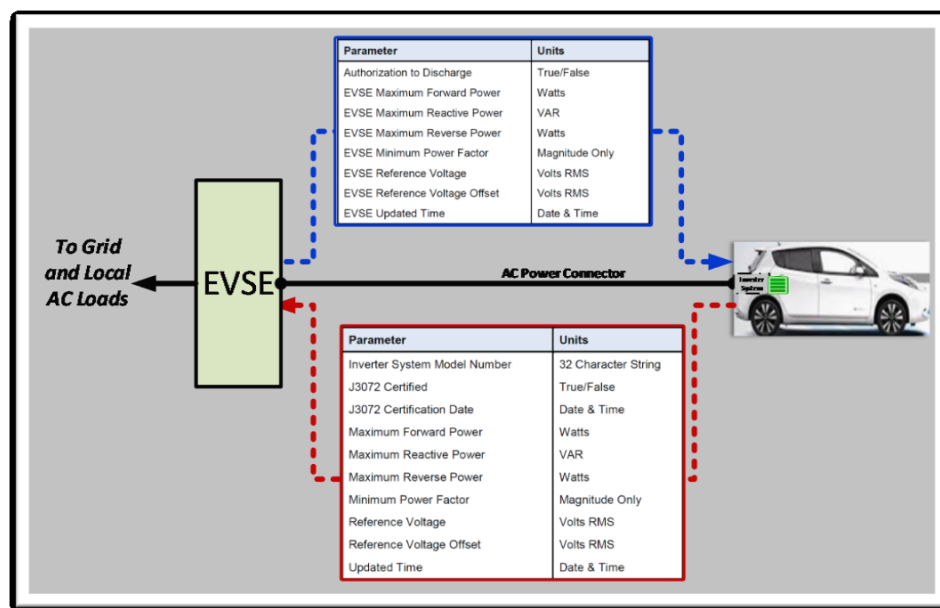 Parameter Units
Authorization to Discharge True/False
EVSE Maximum Forward Power Watts
EVSE Maximum Reactive Power VAR
EVSE Maximum Reverse Power Watts
EVSE Minimum Power Factor Magnitude Only
EVSE Reference Voltage Volts RMS
EVSE Reference Voltage Offset Volts RMS
EVSE Updated Time Date & Time
To Grid
and Local
AC Loads
EVSE
AC Power Connector
Inverter
System
Parameter Units
Inverter System Model Number 32 Character String
J3072 Certified True/False
J3072 Certification Date Date & Time
Maximum Forward Power Watts
Maximum Reactive Power VAR
Maximum Reverse Power Watts
Minimum Power Factor Magnitude Only
Reference Voltage Volts RMS
Reference Voltage Offset Volts RMS
Updated Time Date & Time